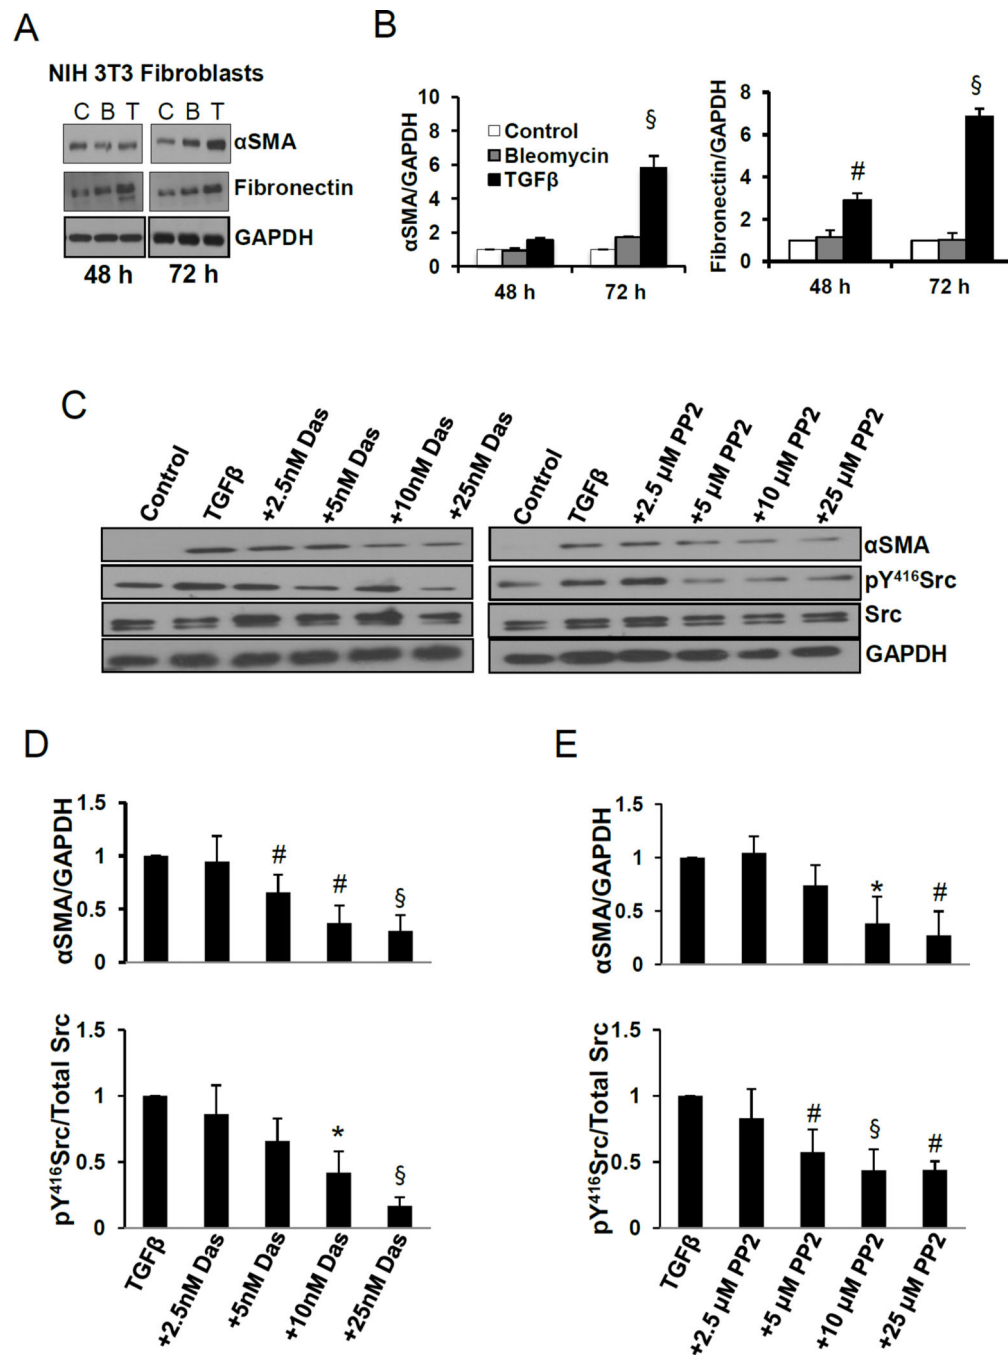 A
NIH 3T3 Fibroblasts
C B T C B T
αSMA
Fibronectin
GAPDH
48 h 72 h
B
αSMA/GAPDH
10
8
6
4
2
0
Control
Bleomycin
TGFβ
§
48 h 72 h
Fibronectin/GAPDH
8
6
4
2
0
#
§
48 h 72 h
C
Control TGFβ +2.5nM Das +5nM Das +10nM Das +25nM Das
Control TGFβ +2.5 µM PP2 +5 µM PP2 +10 µM PP2 +25 µM PP2
αSMA
pY⁴¹⁶Src
Src
GAPDH
D
αSMA/GAPDH
1.5
1
0.5
0
# # §
pY⁴¹⁶Src/Total Src
1.5
1
0.5
0
* §
TGFβ +2.5nM Das +5nM Das +10nM Das +25nM Das
E
αSMA/GAPDH
1.5
1
0.5
0
* #
pY⁴¹⁶Src/Total Src
1.5
1
0.5
0
# § #
TGFβ +2.5 µM PP2 +5 µM PP2 +10 µM PP2 +25 µM PP2